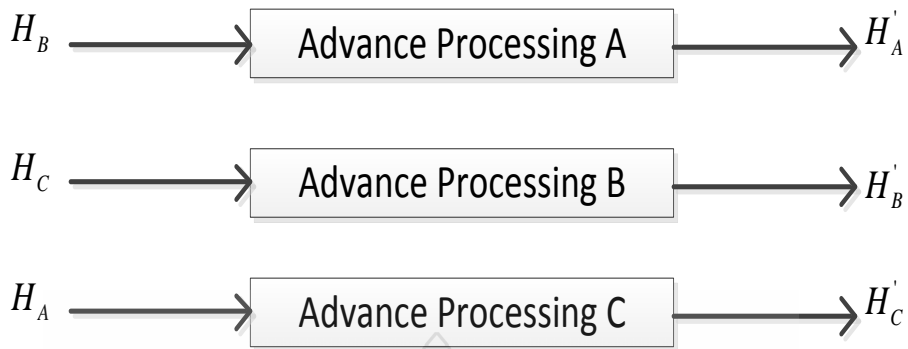 H_B Advance Processing A H'_A
H_C Advance Processing B H'_B
H_A Advance Processing C H'_C